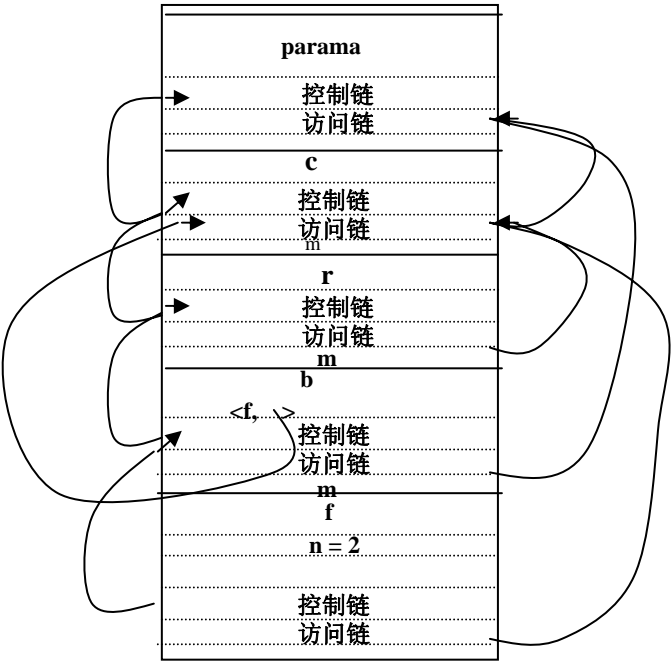 parama
控制链
访问链
c
控制链
访问链
m
r
控制链
访问链
m
b
<f, >
控制链
访问链
m
f
n = 2
控制链
访问链